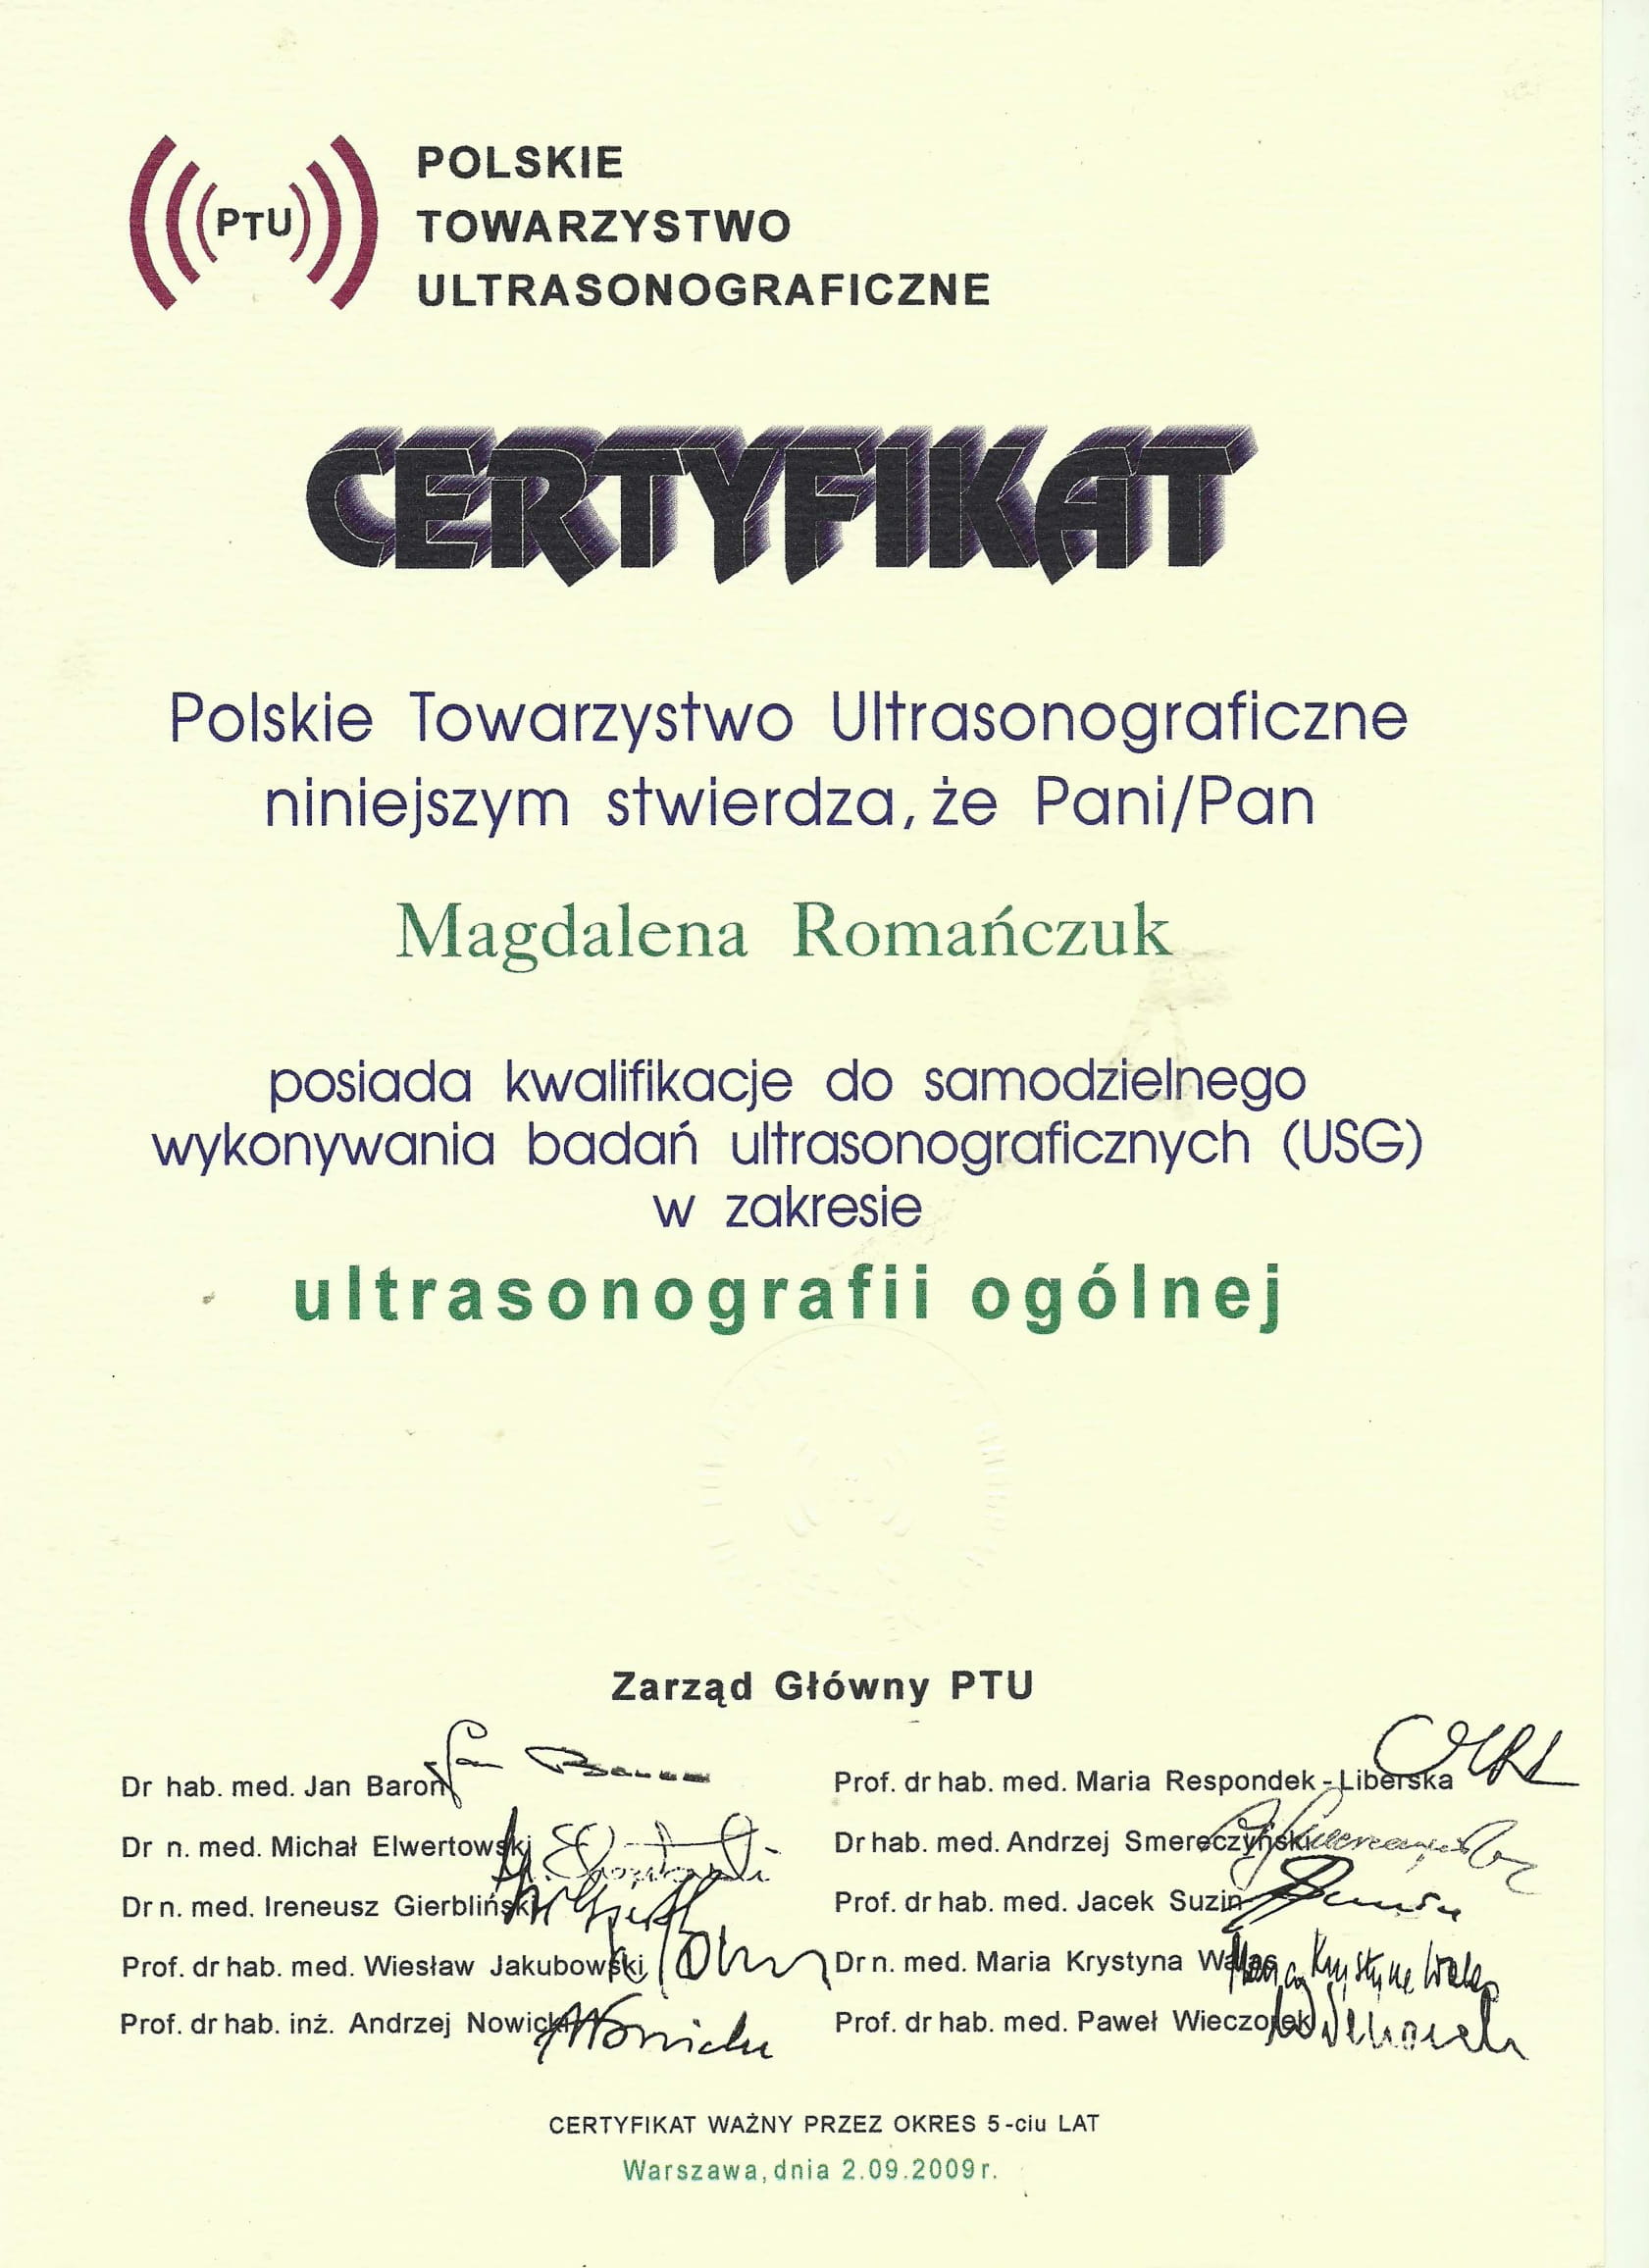 PTU
POLSKIE
TOWARZYSTWO
ULTRASONOGRAFICZNE
CERTYFIKAT
Polskie Towarzystwo Ultrasonograficzne
niniejszym stwierdza, że Pani/Pan
Magdalena Romańczuk
posiada kwalifikacje do samodzielnego
wykonywania badań ultrasonograficznych (USG)
w zakresie
ultrasonografii ogólnej
Zarząd Główny PTU
Dr hab. med. Jan Baron
Dr n. med. Michał Elwertowski
Dr n. med. Ireneusz Gierbliński
Prof. dr hab. med. Wiesław Jakubowski
Prof. dr hab. inż. Andrzej Nowicki
Prof. dr hab. med. Maria Respondek-Liberska
Dr hab. med. Andrzej Smereczyński
Prof. dr hab. med. Jacek Suzin
Dr n. med. Maria Krystyna Walas
Prof. dr hab. med. Paweł Wieczorek
CERTYFIKAT WAŻNY PRZEZ OKRES 5-ciu LAT
Warszawa, dnia 2.09.2009 r.